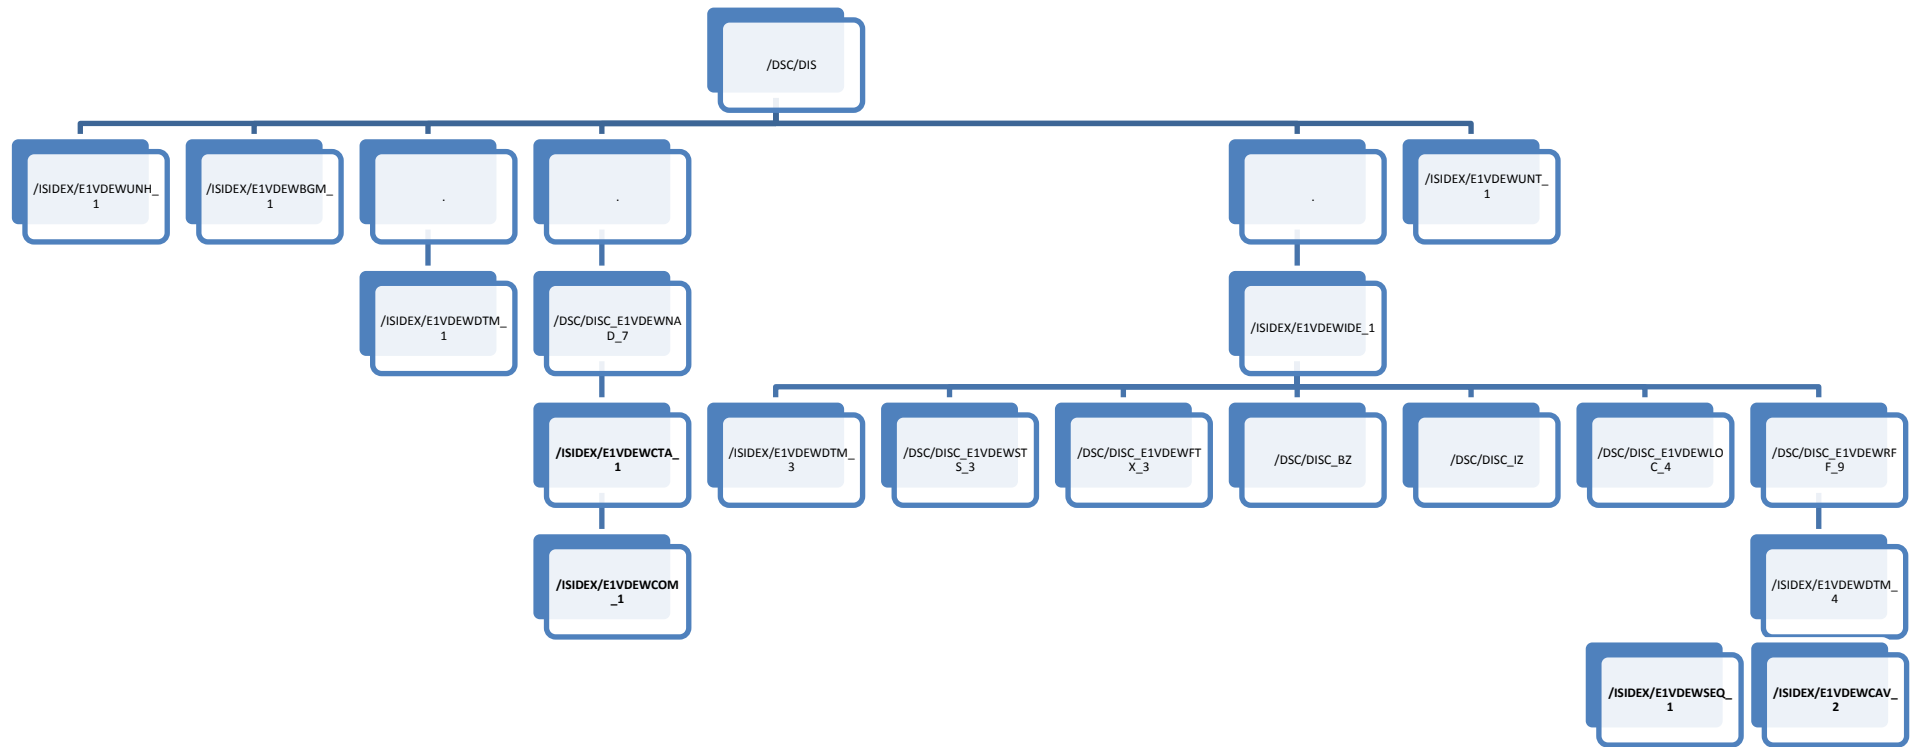 /DSC/DIS
/ISIDEX/E1VDEWUNH_
1
/ISIDEX/E1VDEWBGM_
1
.
.
.
/ISIDEX/E1VDEWUNT_
1
/ISIDEX/E1VDEWDTM_
1
/DSC/DISC_E1VDEWNA
D_7
/ISIDEX/E1VDEWIDE_1
/ISIDEX/E1VDEWCTA_
1
/ISIDEX/E1VDEWDTM_
3
/DSC/DISC_E1VDEWST
S_3
/DSC/DISC_E1VDEWFT
X_3
/DSC/DISC_BZ
/DSC/DISC_IZ
/DSC/DISC_E1VDEWLO
C_4
/DSC/DISC_E1VDEWRF
F_9
/ISIDEX/E1VDEWCOM
_1
/ISIDEX/E1VDEWDTM_
4
/ISIDEX/E1VDEWSEQ_
1
/ISIDEX/E1VDEWCAV_
2